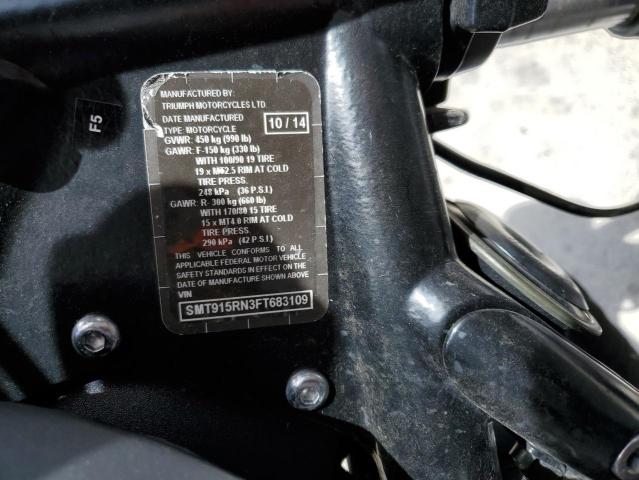 MANUFACTURED BY:
TRIUMPH MOTORCYCLES LTD.
DATE MANUFACTURED 10 / 14
TYPE: MOTORCYCLE
GVWR: 450 kg (990 lb)
GAWR: F-150 kg (330 lb)
WITH 100/90 19 TIRE
19 x M62.5 RIM AT COLD
TIRE PRESS.
248 kPa (36 P.S.I)
GAWR: R- 300 kg (660 lb)
WITH 170/80 15 TIRE
15 x MT4.0 RIM AT COLD
TIRE PRESS.
290 kPa (42 P.S.I)
THIS VEHICLE CONFORMS TO ALL
APPLICABLE FEDERAL MOTOR VEHICLE
SAFETY STANDARDS IN EFFECT ON THE
DATE OF MANUFACTURE SHOWN ABOVE
VIN
SMT915RN3FT683109
F5